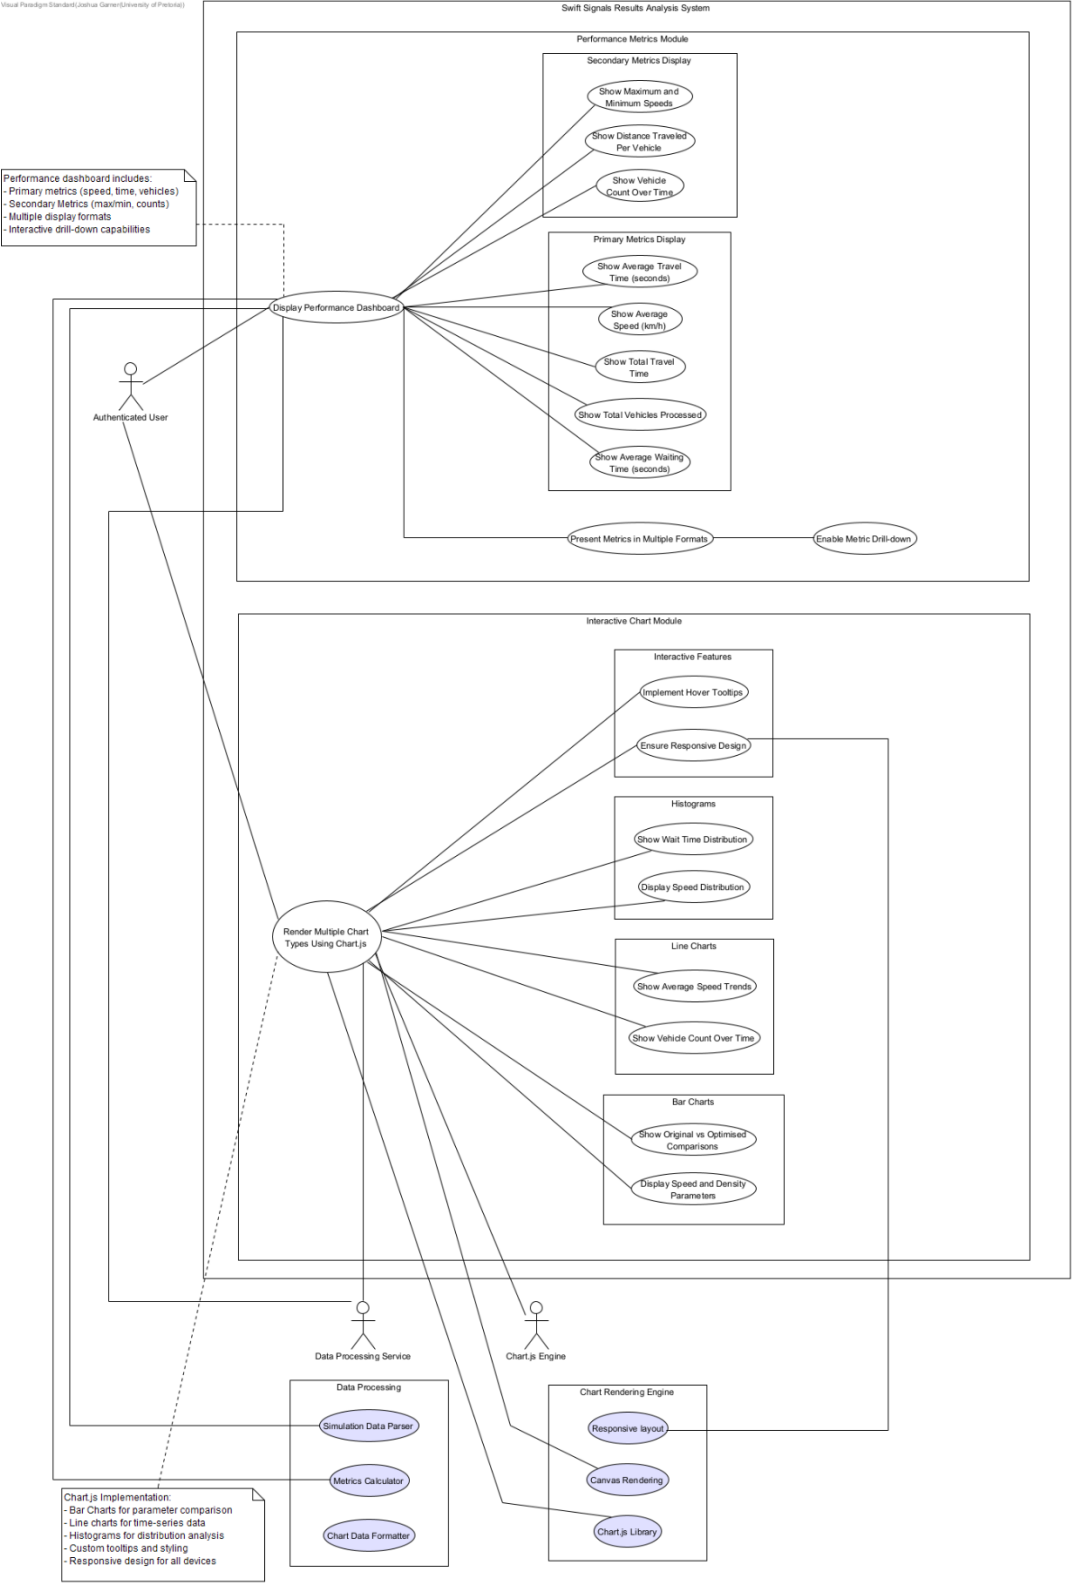 Visual Paradigm Standard(Joshua Garner(University of Pretoria))
Swift Signals Results Analysis System
Performance Metrics Module
Secondary Metrics Display
Show Maximum and
Minimum Speeds
Show Distance Traveled
Per Vehicle
Show Vehicle
Count Over Time
Performance dashboard includes:
- Primary metrics (speed, time, vehicles)
- Secondary Metrics (max/min, counts)
- Multiple display formats
- Interactive drill-down capabilities
Primary Metrics Display
Show Average Travel
Time (seconds)
Display Performance Dashboard
Show Average
Speed (km/h)
Show Total Travel
Time
Show Total Vehicles Processed
Show Average Waiting
Time (seconds)
Authenticated User
Present Metrics in Multiple Formats
Enable Metric Drill-down
Interactive Chart Module
Interactive Features
Implement Hover Tooltips
Ensure Responsive Design
Histograms
Show Wait Time Distribution
Display Speed Distribution
Render Multiple Chart
Types Using Chart.js
Line Charts
Show Average Speed Trends
Show Vehicle Count Over Time
Bar Charts
Show Original vs Optimised
Comparisons
Display Speed and Density
Parameters
Data Processing Service
Chart.js Engine
Data Processing
Simulation Data Parser
Metrics Calculator
Chart Data Formatter
Chart Rendering Engine
Responsive layout
Canvas Rendering
Chart.js Library
Chart.js Implementation:
- Bar Charts for parameter comparison
- Line charts for time-series data
- Histograms for distribution analysis
- Custom tooltips and styling
- Responsive design for all devices